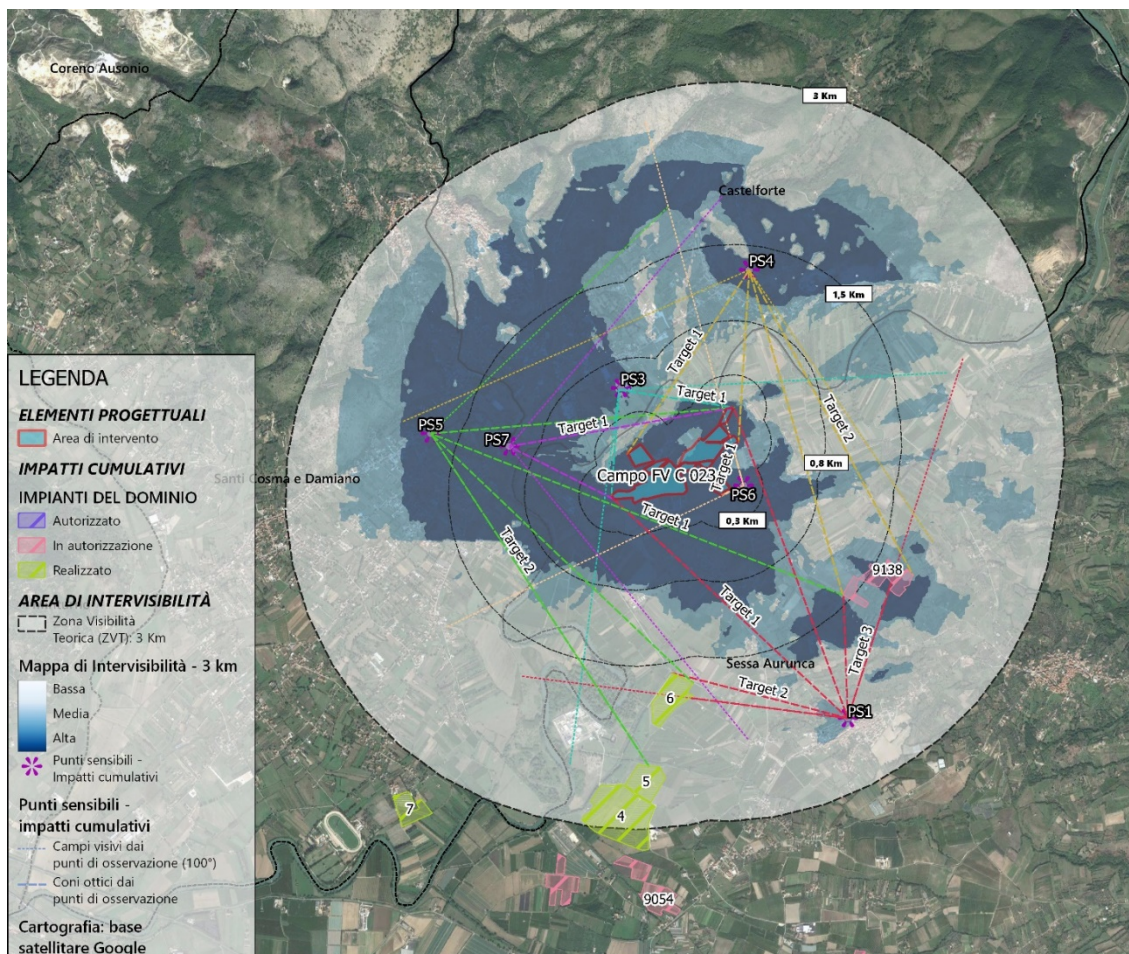 Coreno Ausonio
3 Km
Castelforte
PS4
1,5 Km
Target 1
PS3
Target 1
Target 2
PS5
PS7
Target 1
Target 1
0,8 Km
Santi Cosma e Damiano
Campo FV C 023
PS6
Target 1
0,3 Km
Target 2
9138
Target 1
Target 3
Sessa Aurunca
Target 2
6
PS1
5
7
4
9054
LEGENDA
ELEMENTI PROGETTUALI
Area di intervento
IMPATTI CUMULATIVI
IMPIANTI DEL DOMINIO
Autorizzato
In autorizzazione
Realizzato
AREA DI INTERVISIBILITÀ
Zona Visibilità
Teorica (ZVT): 3 Km
Mappa di Intervisibilità - 3 km
Bassa
Media
Alta
Punti sensibili -
Impatti cumulativi
Punti sensibili -
impatti cumulativi
Campi visivi dai
punti di osservazione (100°)
Coni ottici dai
punti di osservazione
Cartografia: base
satellitare Google